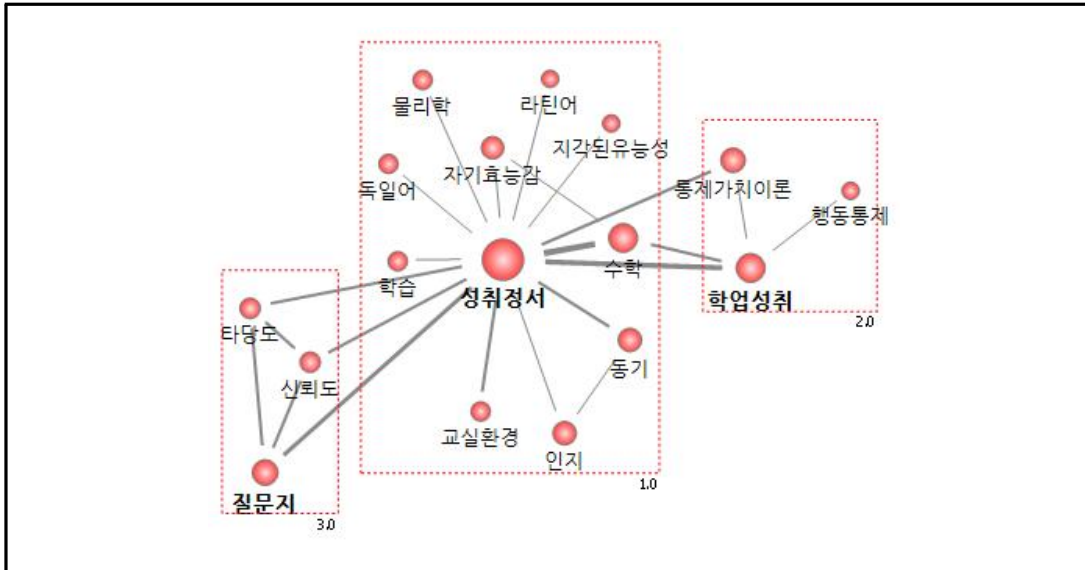 물리학
라틴어
지각된유능성
자기효능감
독일어
통제가치이론
행동통제
수학
학습
성취정서
학업성취
2.0
타당도
신뢰도
동기
교실환경
인지
1.0
질문지
3.0